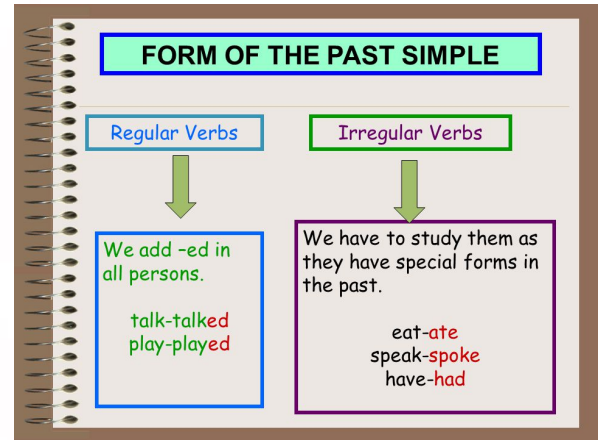 FORM OF THE PAST SIMPLE
Regular Verbs
We add –ed in
all persons.
talk-talked
play-played
Irregular Verbs
We have to study them as
they have special forms in
the past.
eat-ate
speak-spoke
have-had